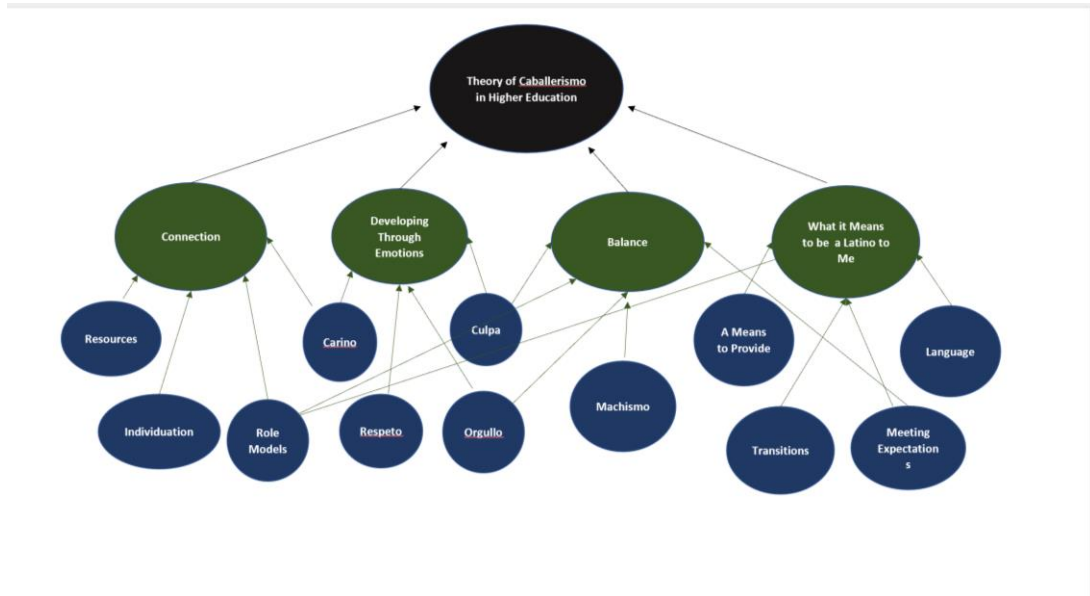 Theory of Caballerismo
in Higher Education
Connection
Developing
Through
Emotions
Balance
What it Means
to be a Latino to
Me
Resources
Carino
Culpa
A Means
to Provide
Language
Individuation
Role
Models
Respeto
Orgullo
Machismo
Transitions
Meeting
Expectation
s